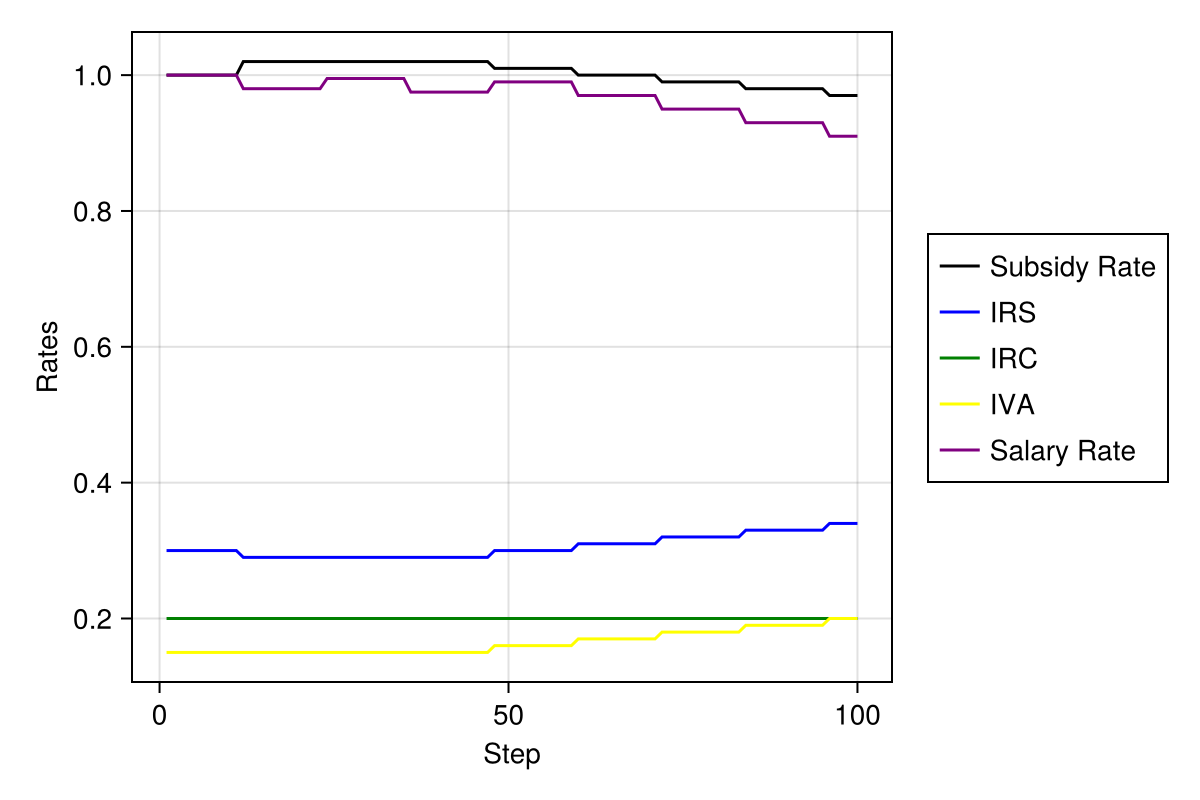 1.0
0.8
0.6
0.4
0.2
Rates
0
50
100
Step
Subsidy Rate
IRS
IRC
IVA
Salary Rate